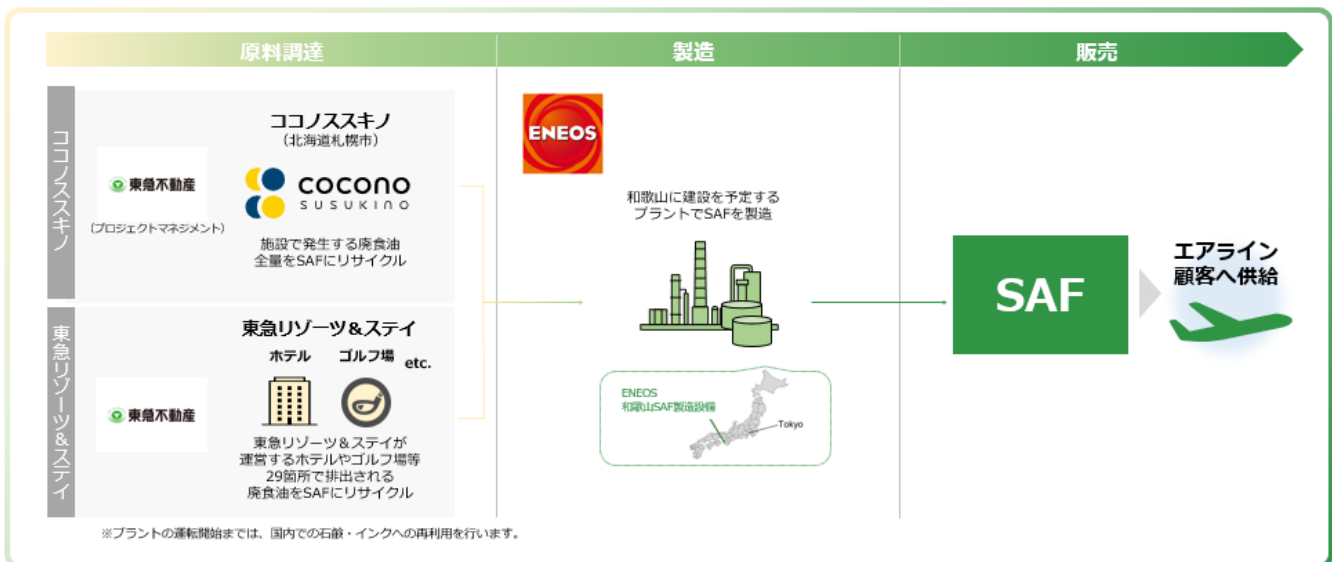 原料調達
製造
販売
ココノススキノ
東急不動産
(プロジェクトマネジメント)
ココノススキノ
(北海道札幌市)
COCONO
SUSUKINO
施設で発生する廃食油
全量をSAFにリサイクル
東急リゾーツ&ステイ
東急不動産
東急リゾーツ&ステイ
ホテル
ゴルフ場
etc.
東急リゾーツ&ステイが
運営するホテルやゴルフ場等
29箇所で排出される
廃食油をSAFにリサイクル
ENEOS
和歌山に建設を予定する
プラントでSAFを製造
ENEOS
和歌山SAF製造設備
Tokyo
SAF
エアライン
顧客へ供給
※プラントの運転開始までは、国内での石鹸・インクへの再利用を行います。